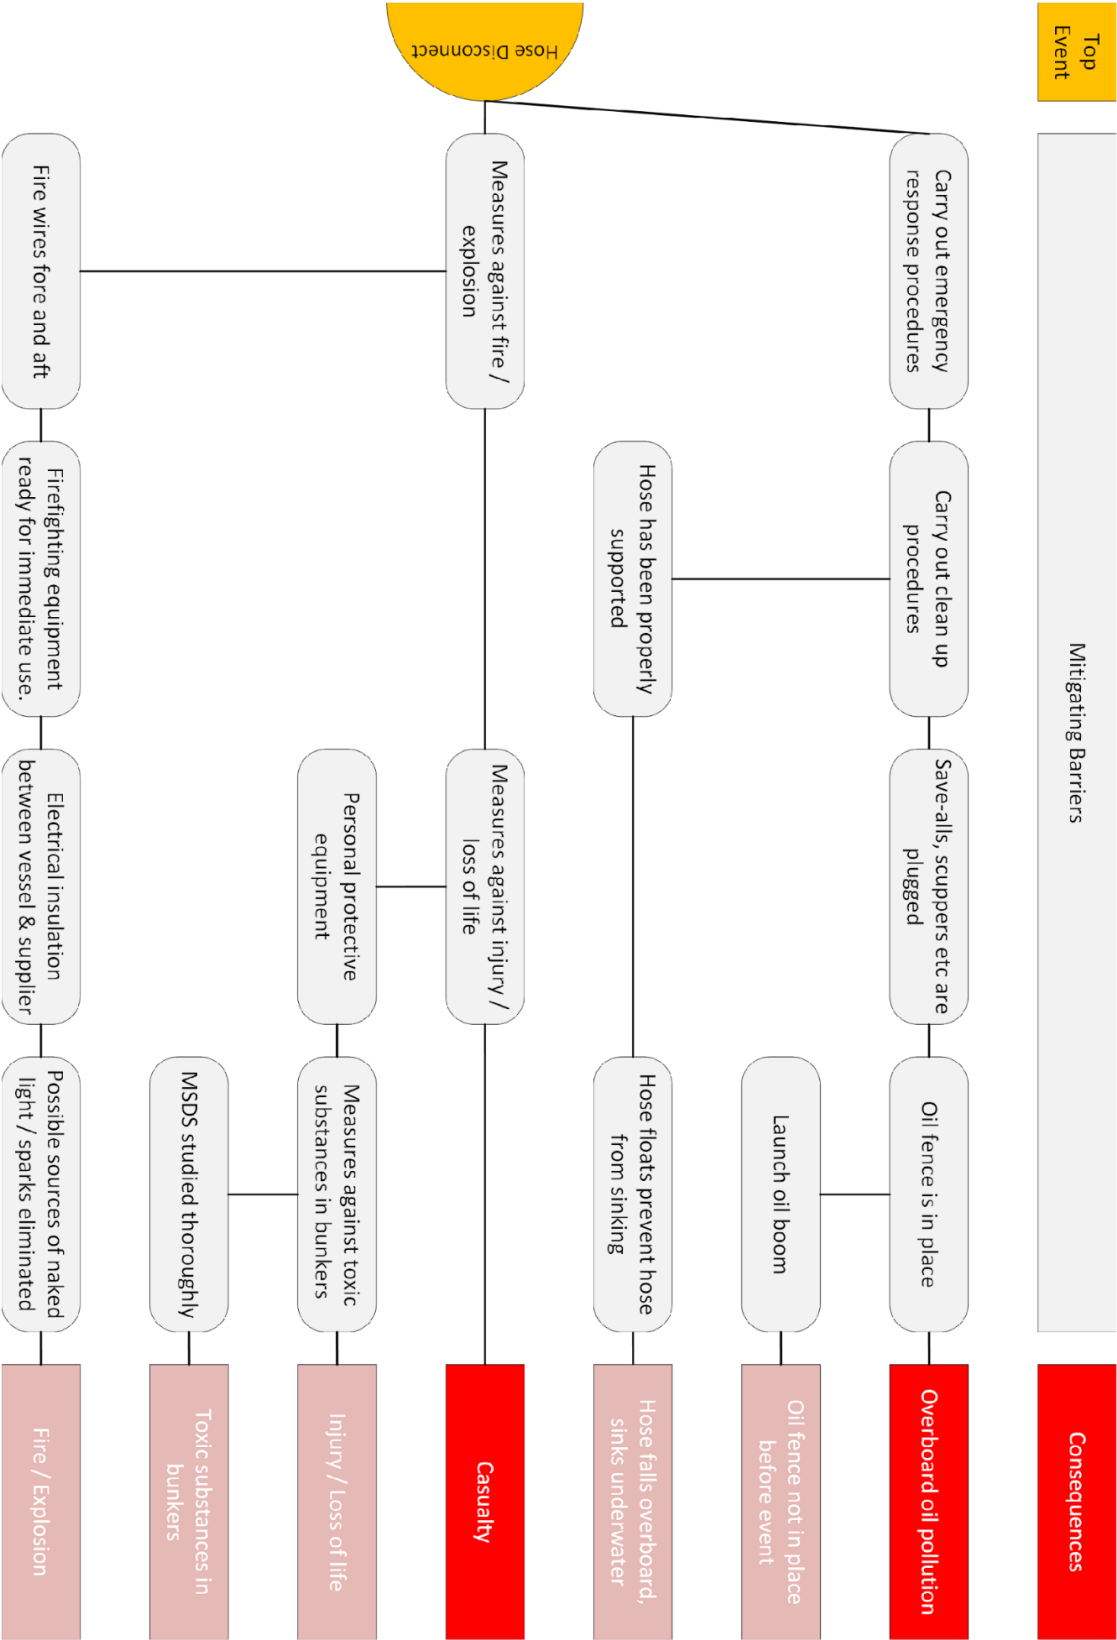 Top
Event
Mitigating Barriers
Consequences
Hose Disconnect
Carry out emergency
response procedures
Carry out clean up
procedures
Save-alls, scuppers etc are
plugged
Oil fence is in place
Overboard oil pollution
Launch oil boom
Oil fence not in place
before event
Hose has been properly
supported
Hose floats prevent hose
from sinking
Hose falls overboard,
sinks underwater
Measures against fire /
explosion
Measures against injury /
loss of life
Casualty
Personal protective
equipment
Measures against toxic
substances in bunkers
Injury / Loss of life
MSDS studied thoroughly
Toxic substances in
bunkers
Fire wires fore and aft
Firefighting equipment
ready for immediate use.
Electrical insulation
between vessel & supplier
Possible sources of naked
light / sparks eliminated
Fire / Explosion